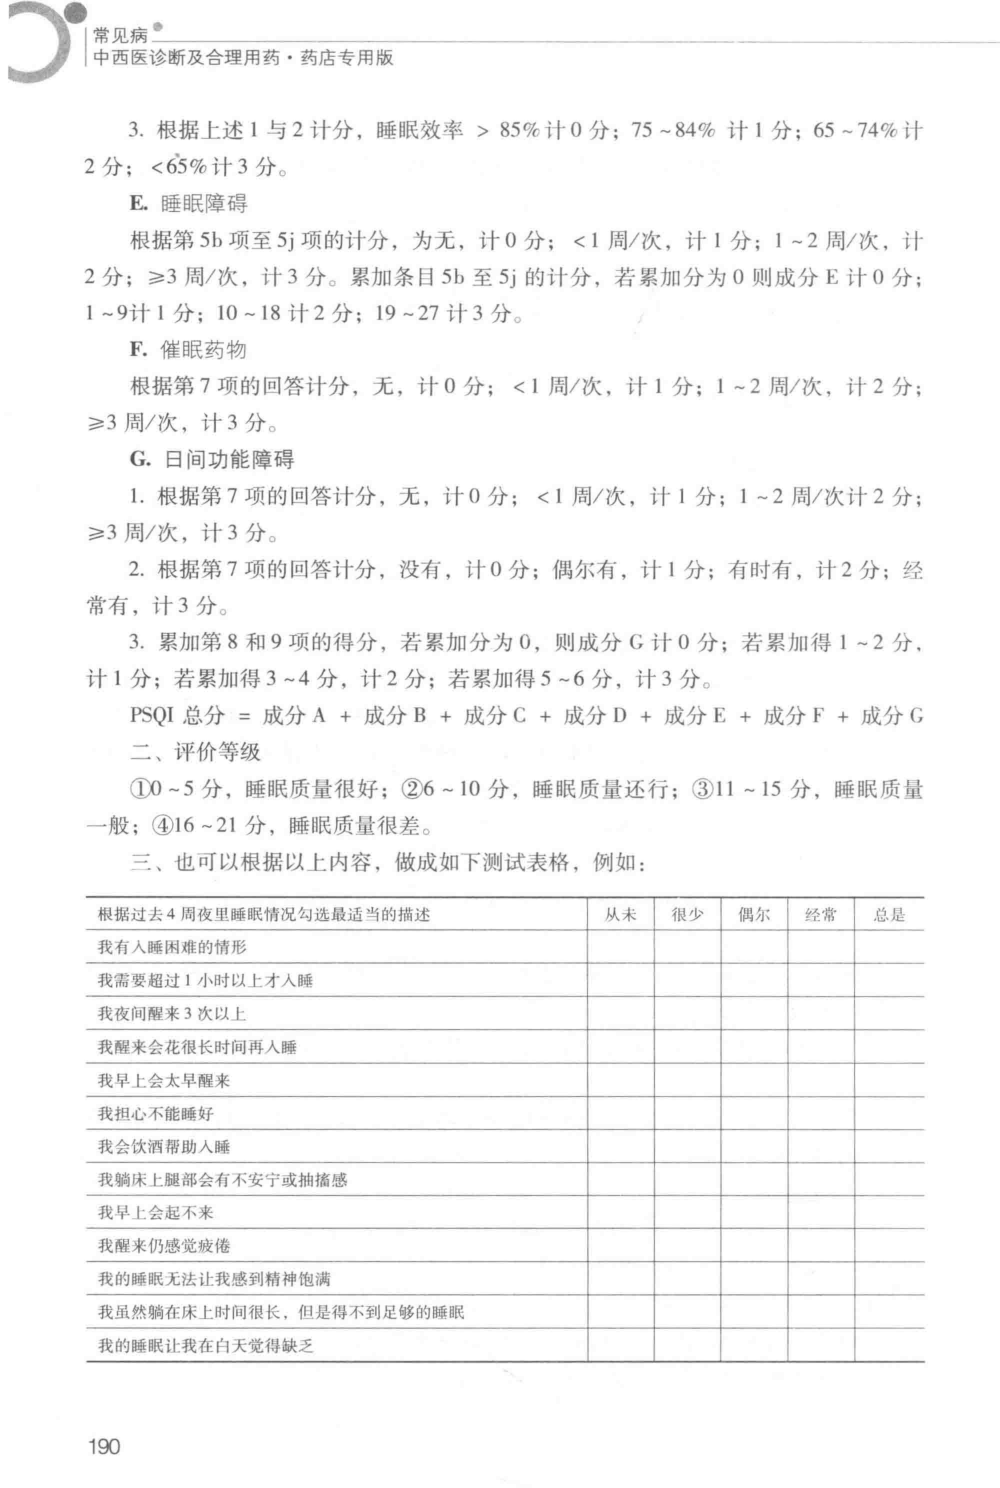 常见病
中西医诊断及合理用药·药店专用版
3. 根据上述 1 与 2 计分，睡眠效率 > 85% 计 0 分；75 ~ 84% 计 1 分；65 ~ 74% 计
2 分； <65% 计 3 分。
E. 睡眠障碍
根据第 5b 项至 5j 项的计分，为无，计 0 分； <1 周/次，计 1 分；1 ~ 2 周/次，计
2 分；≥3 周/次，计 3 分。累加条目 5b 至 5j 的计分，若累加分为 0 则成分 E 计 0 分；
1 ~ 9计 1 分；10 ~ 18 计 2 分；19 ~ 27 计 3 分。
F. 催眠药物
根据第 7 项的回答计分，无，计 0 分； <1 周/次，计 1 分；1 ~ 2 周/次，计 2 分；
≥3 周/次，计 3 分。
G. 日间功能障碍
1. 根据第 7 项的回答计分，无，计 0 分； <1 周/次，计 1 分；1 ~ 2 周/次计 2 分；
≥3 周/次，计 3 分。
2. 根据第 7 项的回答计分，没有，计 0 分；偶尔有，计 1 分；有时有，计 2 分；经
常有，计 3 分。
3. 累加第 8 和 9 项的得分，若累加分为 0，则成分 G 计 0 分；若累加得 1 ~ 2 分，
计 1 分；若累加得 3 ~ 4 分，计 2 分；若累加得 5 ~ 6 分，计 3 分。
PSQI 总分 = 成分 A + 成分 B + 成分 C + 成分 D + 成分 E + 成分 F + 成分 G
二、评价等级
①0 ~ 5 分，睡眠质量很好；②6 ~ 10 分，睡眠质量还行；③11 ~ 15 分，睡眠质量
一般；④16 ~ 21 分，睡眠质量很差。
三、也可以根据以上内容，做成如下测试表格，例如：
根据过去 4 周夜里睡眠情况勾选最适当的描述 从未 很少 偶尔 经常 总是
我有入睡困难的情形
我需要超过 1 小时以上才入睡
我夜间醒来 3 次以上
我醒来会花很长时间再入睡
我早上会太早醒来
我担心不能睡好
我会饮酒帮助入睡
我躺床上腿部会有不安宁或抽搐感
我早上会起不来
我醒来仍感觉疲倦
我的睡眠无法让我感到精神饱满
我虽然躺在床上时间很长，但是得不到足够的睡眠
我的睡眠让我在白天觉得缺乏
190